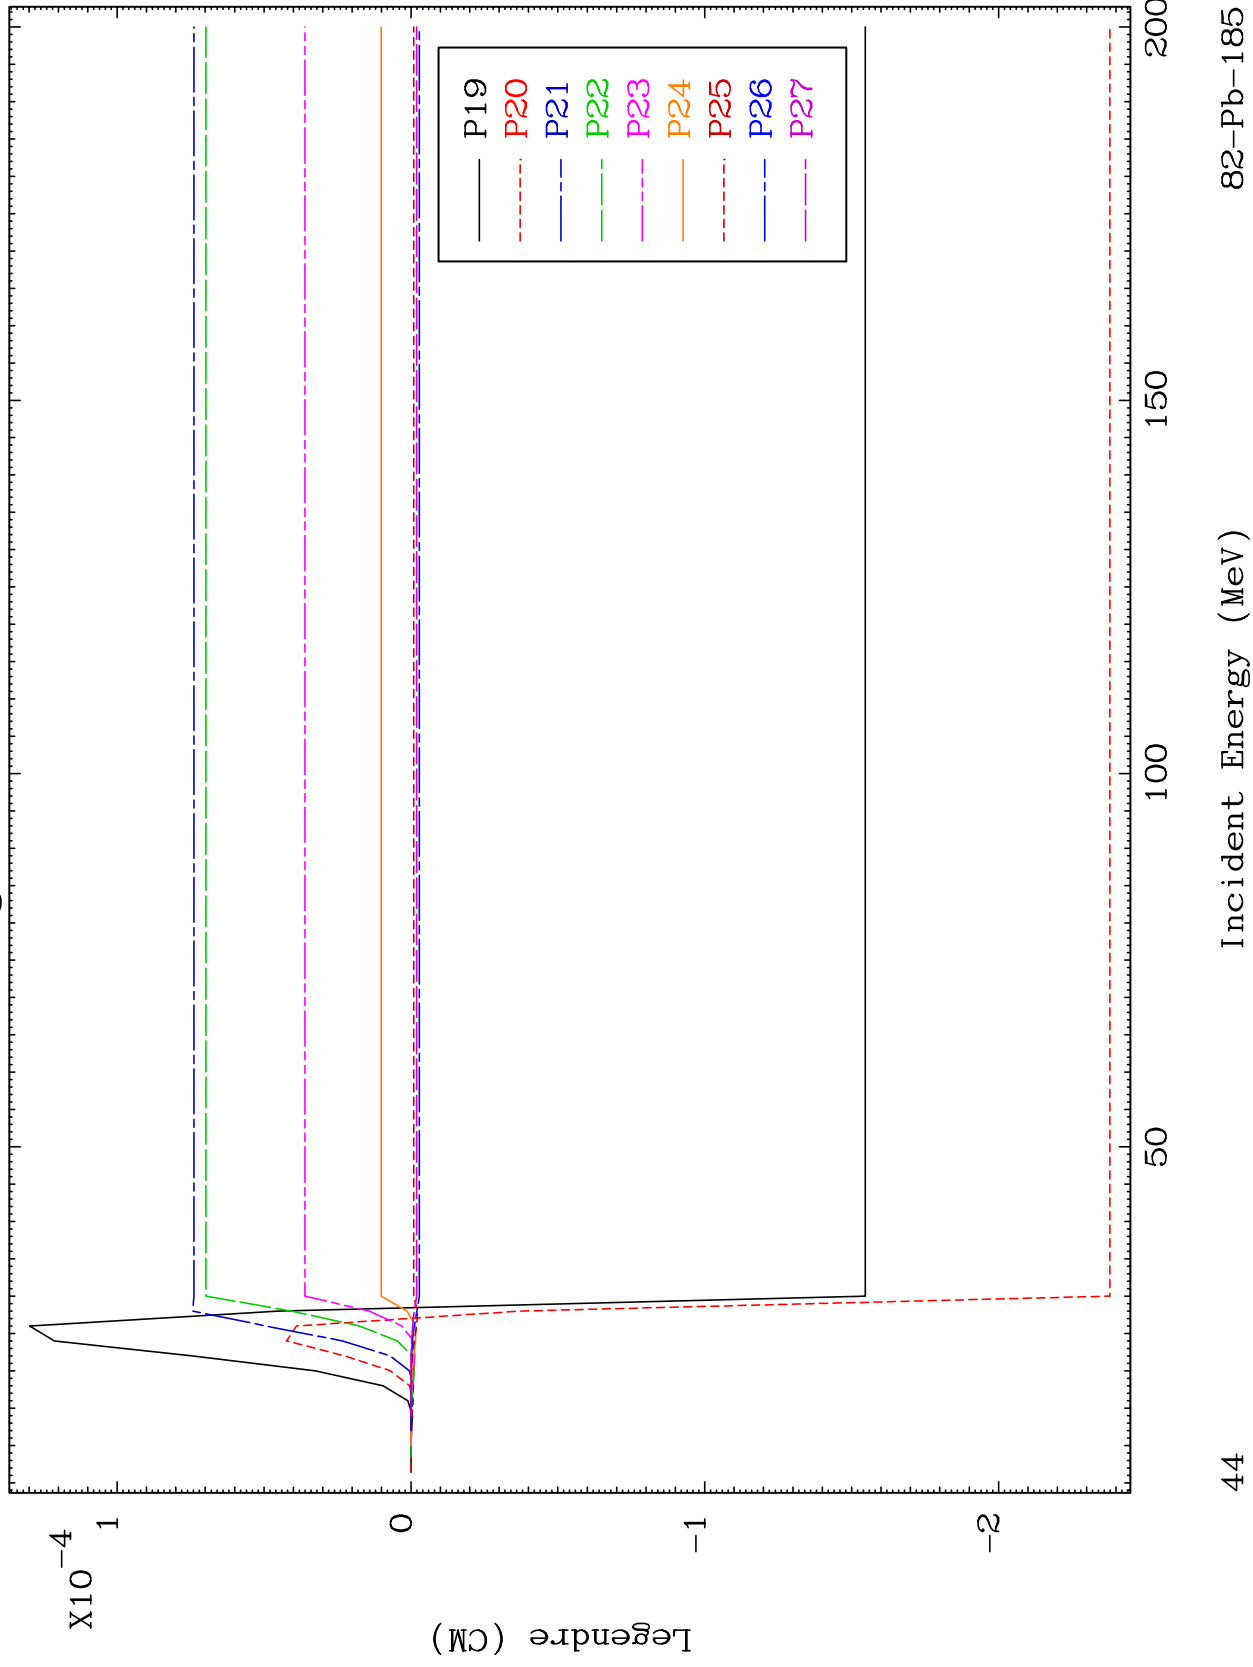 X10-4
1
0
-1
-2
Legendre (CM)
P19
P20
P21
P22
P23
P24
P25
P26
P27
50
100
150
200
Incident Energy (MeV)
44
82-Pb-185